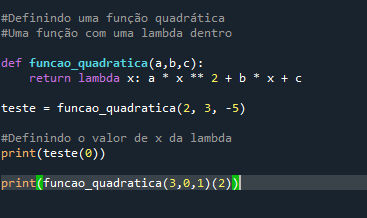 #Definindo uma função quadrática
#Uma função com uma lambda dentro
def funcao_quadratica(a,b,c):
    return lambda x: a * x ** 2 + b * x + c
teste = funcao_quadratica(2, 3, -5)
#Definindo o valor de x da lambda
print(teste(0))
print(funcao_quadratica(3,0,1)(2))